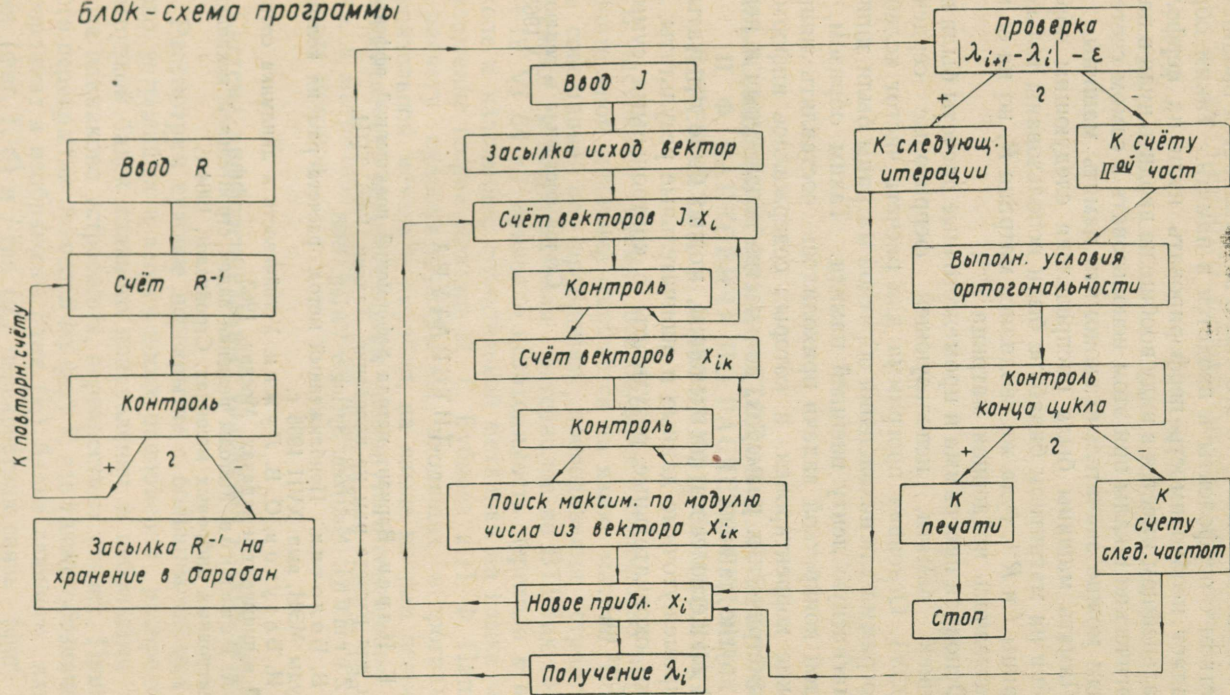 Блок-схема программы
Ввод R
Счёт R⁻¹
К повторн. счёту
Контроль
+ ? -
Засылка R⁻¹ на
хранение в барабан
Ввод J
Засылка исход вектор
Счёт векторов J·Xᵢ
Контроль
Счёт векторов Xᵢₖ
Контроль
Поиск максим. по модулю
числа из вектора Xᵢₖ
Новое прибл. Xᵢ
Получение λᵢ
Проверка
|λᵢ₊₁-λᵢ| - ε
+ ? -
К следующ.
итерации
К счёту
IIой част
Выполн. условия
ортогональности
Контроль
конца цикла
+ ? -
К
печати
Стоп
К
счету
след. частот